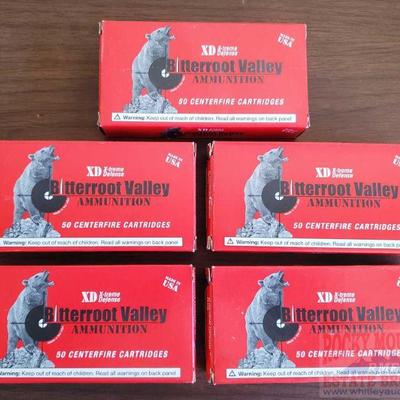 XD X-treme Defense
MADE IN USA
Bitterroot Valley
AMMUNITION
50 CENTERFIRE CARTRIDGES
Warning: Keep out of reach of children. Read all warnings on back panel
XD X-treme Defense
MADE IN USA
Bitterroot Valley
AMMUNITION
50 CENTERFIRE CARTRIDGES
Warning: Keep out of reach of children. Read all warnings on back panel
XD X-treme Defense
MADE IN USA
Bitterroot Valley
AMMUNITION
50 CENTERFIRE CARTRIDGES
Warning: Keep out of reach of children. Read all warnings on back panel
XD X-treme Defense
MADE IN USA
Bitterroot Valley
AMMUNITION
50 CENTERFIRE CARTRIDGES
Warning: Keep out of reach of children. Read all warnings on back panel
XD X-treme Defense
Bitterroot Valley
AMMUNITION
50 CENTERFIRE CARTRIDGES
Warning: Keep out of reach of children. Read all warnings on
ROCKY
ESTATE
www.whitleyau